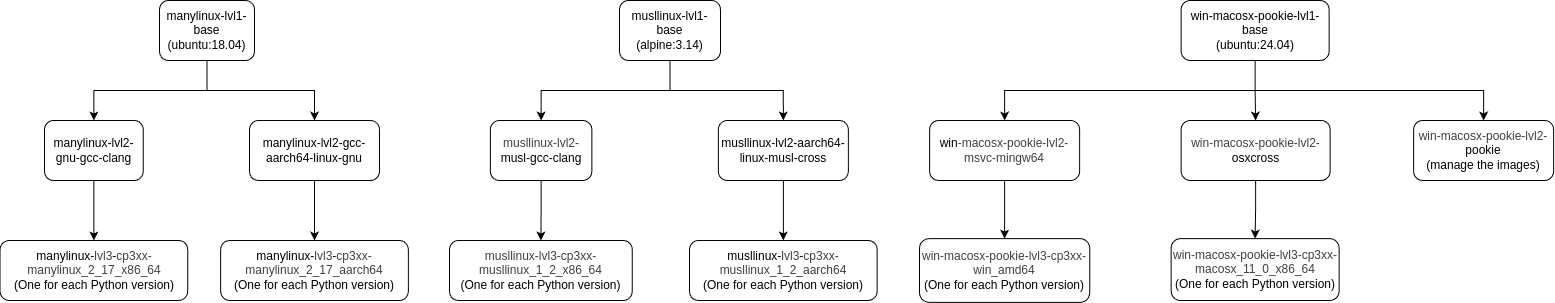 manylinux-lvl1-
base
(ubuntu:18.04)
musllinux-lvl1-
base
(alpine:3.14)
win-macosx-pookie-lvl1-
base
(ubuntu:24.04)
manylinux-lvl2-
gnu-gcc-clang
manylinux-lvl2-gcc-
aarch64-linux-gnu
musllinux-lvl2-
musl-gcc-clang
musllinux-lvl2-aarch64-
linux-musl-cross
win-macosx-pookie-lvl2-
msvc-mingw64
win-macosx-pookie-lvl2-
osxcross
win-macosx-pookie-lvl2-
pookie
(manage the images)
manylinux-lvl3-cp3xx-
manylinux_2_17_x86_64
(One for each Python version)
manylinux-lvl3-cp3xx-
manylinux_2_17_aarch64
(One for each Python version)
musllinux-lvl3-cp3xx-
musllinux_1_2_x86_64
(One for each Python version)
musllinux-lvl3-cp3xx-
musllinux_1_2_aarch64
(One for each Python version)
win-macosx-pookie-lvl3-cp3xx-
win_amd64
(One for each Python version)
win-macosx-pookie-lvl3-cp3xx-
macosx_11_0_x86_64
(One for each Python version)